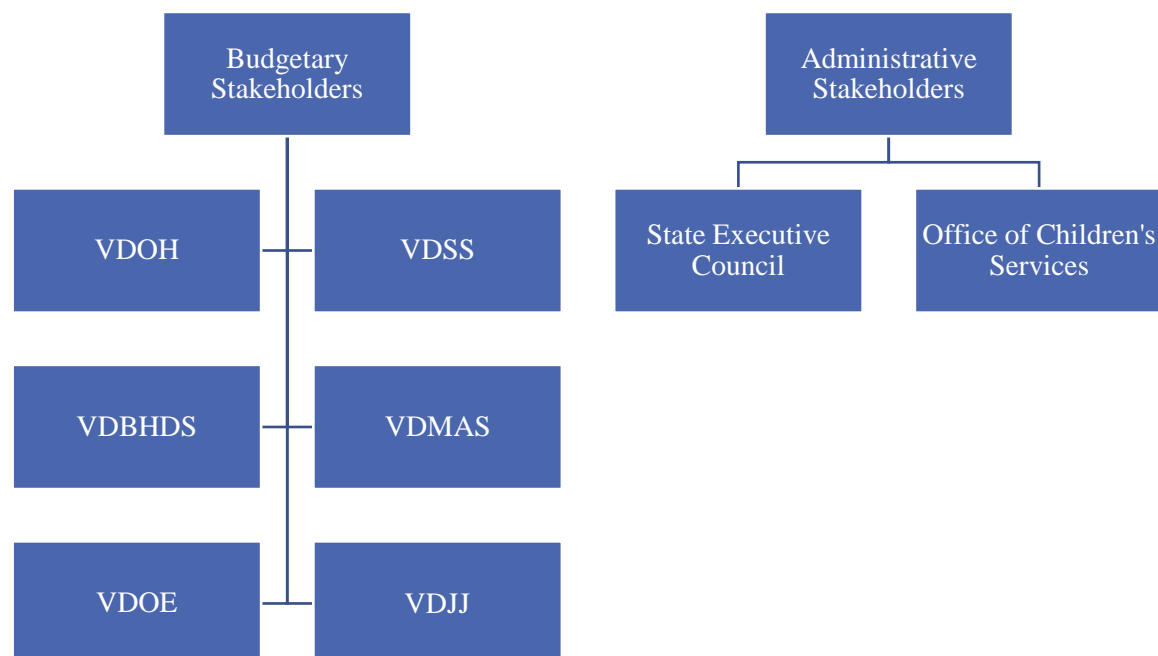 Budgetary
Stakeholders
Administrative
Stakeholders
VDOH
VDSS
State Executive
Council
Office of Children's
Services
VDBHDS
VDMAS
VDOE
VDJJ